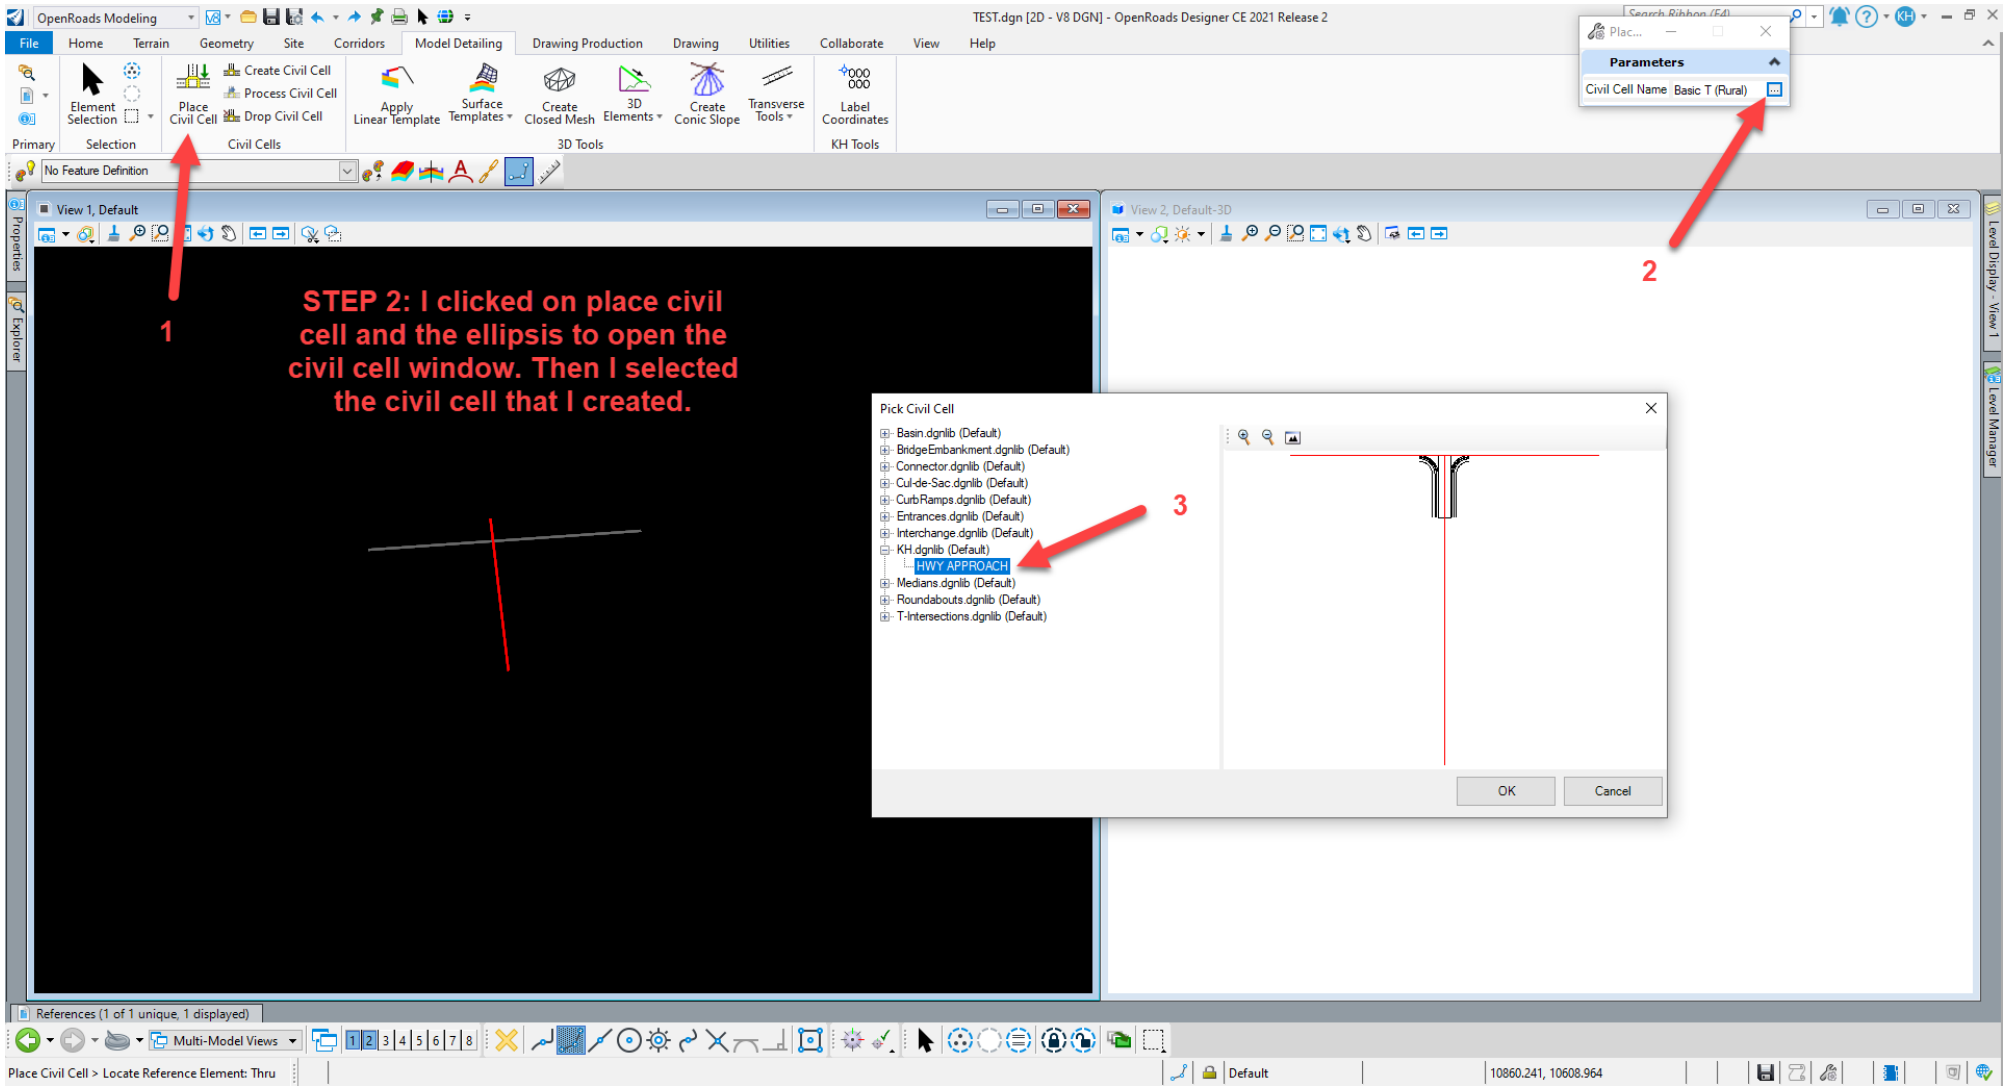 OpenRoads Modeling
TEST.dgn [2D - V8 DGN] - OpenRoads Designer CE 2021 Release 2
Search Ribbon (F4)
KH
File Home Terrain Geometry Site Corridors Model Detailing Drawing Production Drawing Utilities Collaborate View Help
Plac...
Parameters
Civil Cell Name Basic T (Rural)
Element
Selection
Place
Civil Cell
Create Civil Cell
Process Civil Cell
Drop Civil Cell
Apply
Linear Template
Surface
Templates
Create
Closed Mesh
3D
Elements
Create
Conic Slope
Transverse
Tools
Label
Coordinates
Primary Selection Civil Cells 3D Tools KH Tools
No Feature Definition
View 1, Default
View 2, Default-3D
Properties
Explorer
Level Display - View 1
Level Manager
1
2
3
STEP 2: I clicked on place civil
cell and the ellipsis to open the
civil cell window. Then I selected
the civil cell that I created.
Pick Civil Cell
Basin.dgnlib (Default)
BridgeEmbankment.dgnlib (Default)
Connector.dgnlib (Default)
Cul-de-Sac.dgnlib (Default)
CurbRamps.dgnlib (Default)
Entrances.dgnlib (Default)
Interchange.dgnlib (Default)
KH.dgnlib (Default)
HWY APPROACH
Medians.dgnlib (Default)
Roundabouts.dgnlib (Default)
T-Intersections.dgnlib (Default)
OK Cancel
References (1 of 1 unique, 1 displayed)
Multi-Model Views
1 2 3 4 5 6 7 8
Place Civil Cell > Locate Reference Element: Thru
Default
10860.241, 10608.964